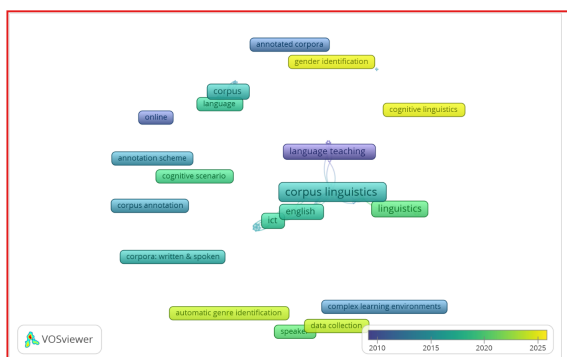 annotated corpora
gender identification
corpus
language
cognitive linguistics
online
language teaching
annotation scheme
cognitive scenario
corpus linguistics
corpus annotation
english
linguistics
ict
corpora: written & spoken
complex learning environments
automatic genre identification
data collection
VOSviewer
2010 2015 2020 2025